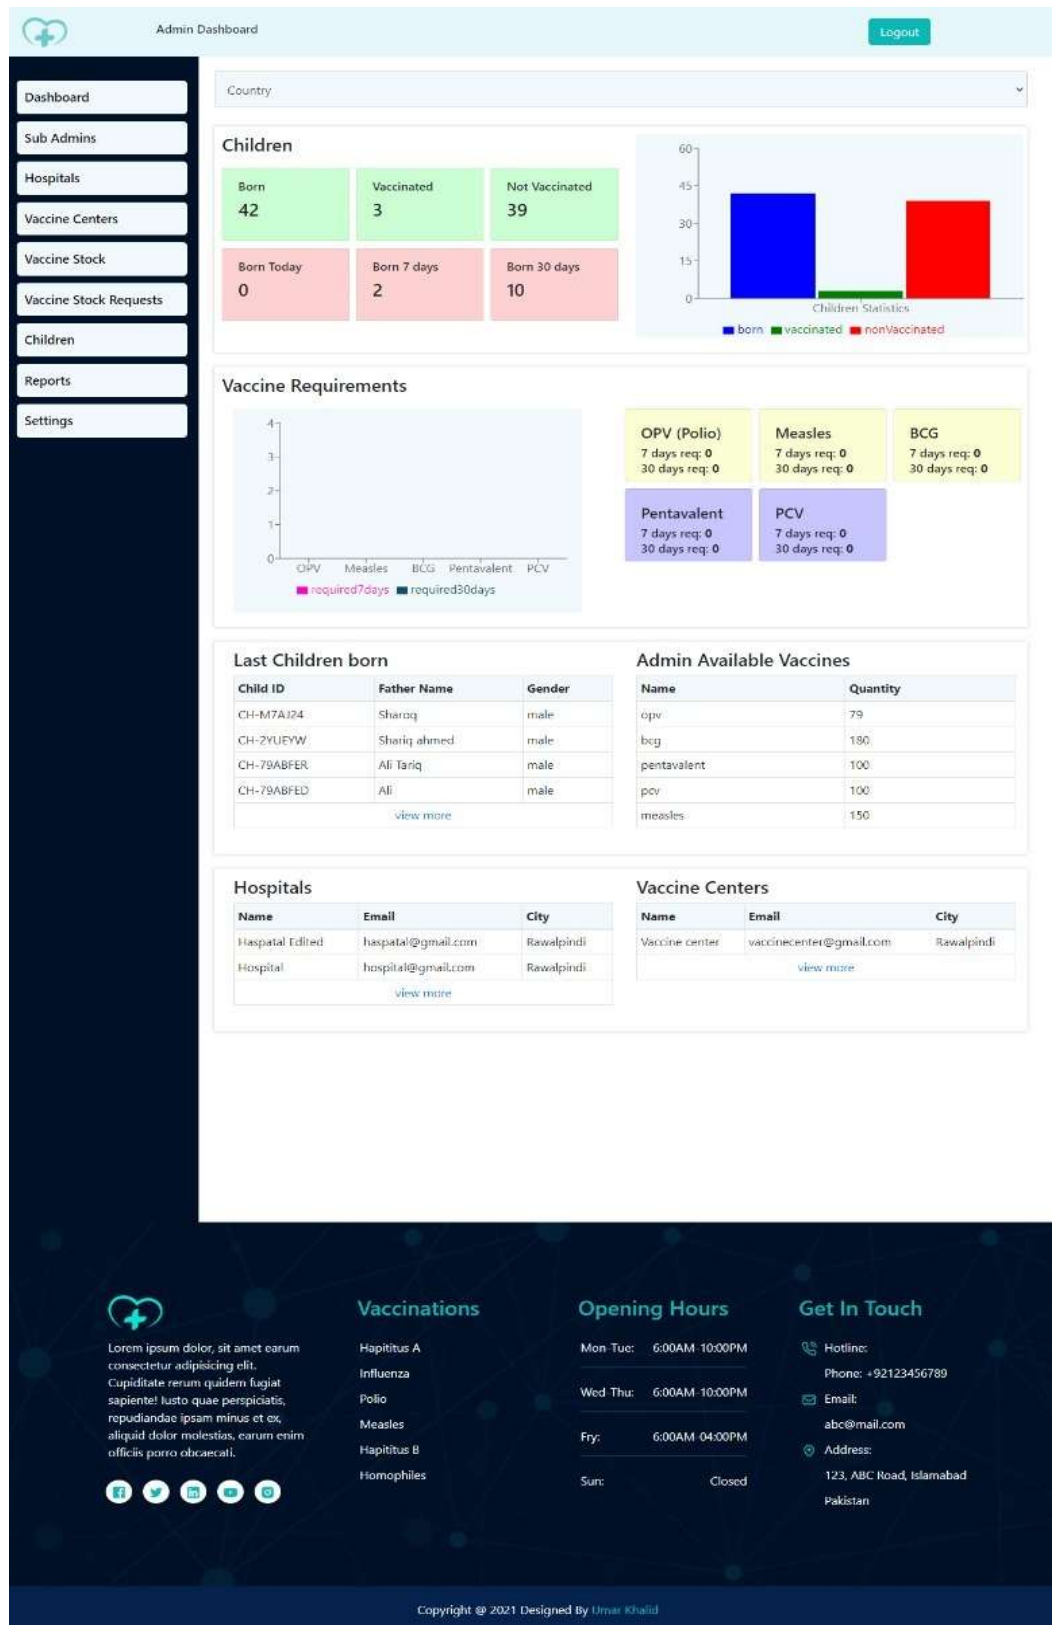 Admin Dashboard
Logout
Dashboard
Sub Admins
Hospitals
Vaccine Centers
Vaccine Stock
Vaccine Stock Requests
Children
Reports
Settings
Country
Children
Born Vaccinated Not Vaccinated
42 3 39
Born Today Born 7 days Born 30 days
0 2 10
60
45
30
15
0
Children Statistics
born vaccinated nonVaccinated
Vaccine Requirements
4
3
2
1
0
OPV Measles BCG Pentavalent PCV
required7days required30days
OPV (Polio) Measles BCG
7 days req: 0 7 days req: 0 7 days req: 0
30 days req: 0 30 days req: 0 30 days req: 0
Pentavalent PCV
7 days req: 0 7 days req: 0
30 days req: 0 30 days req: 0
Last Children born
Child ID Father Name Gender
CH-M7AJ24 Sharoq male
CH-2YUEYW Shariq ahmed male
CH-79ABFER Ali Tariq male
CH-79ABFED Ali male
view more
Admin Available Vaccines
Name Quantity
opv 79
bcg 180
pentavalent 100
pcv 100
measles 150
Hospitals
Name Email City
Haspatal Edited haspatal@gmail.com Rawalpindi
Hospital hospital@gmail.com Rawalpindi
view more
Vaccine Centers
Name Email City
Vaccine center vaccinecenter@gmail.com Rawalpindi
view more
Lorem ipsum dolor, sit amet earum
consectetur adipisicing elit.
Cupiditate rerum quidem fugiat
sapiente! Iusto quae perspiciatis,
repudiandae ipsam minus et ex,
aliquid dolor molestias, earum enim
officiis porro obcaecati.
Vaccinations
Hapititus A
Influenza
Polio
Measles
Hapititus B
Homophiles
Opening Hours
Mon-Tue: 6:00AM-10:00PM
Wed-Thu: 6:00AM-10:00PM
Fry: 6:00AM-04:00PM
Sun: Closed
Get In Touch
Hotline:
Phone: +92123456789
Email:
abc@mail.com
Address:
123, ABC Road, Islamabad
Pakistan
Copyright @ 2021 Designed By Umar Khalid